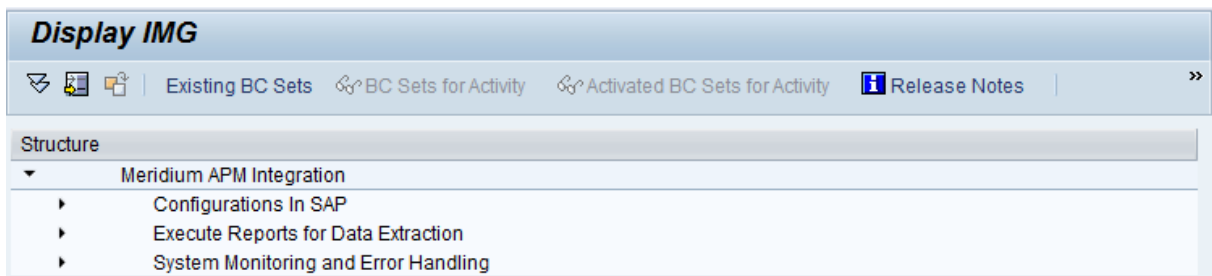 Display IMG
Existing BC Sets BC Sets for Activity Activated BC Sets for Activity Release Notes
Structure
Meridium APM Integration
Configurations In SAP
Execute Reports for Data Extraction
System Monitoring and Error Handling